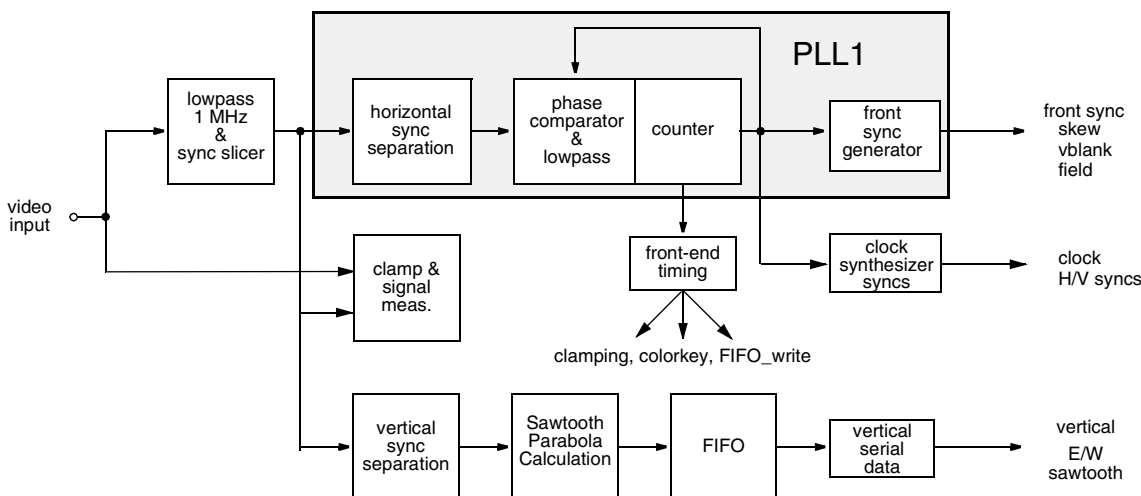 PLL1
lowpass
1 MHz
&
sync slicer
horizontal
sync
separation
phase
comparator
&
lowpass
counter
front
sync
generator
front sync
skew
vblank
field
video
input
clamp &
signal
meas.
front-end
timing
clock
synthesizer
syncs
clock
H/V syncs
clamping, colorkey, FIFO_write
vertical
sync
separation
Sawtooth
Parabola
Calculation
FIFO
vertical
serial
data
vertical
E/W
sawtooth